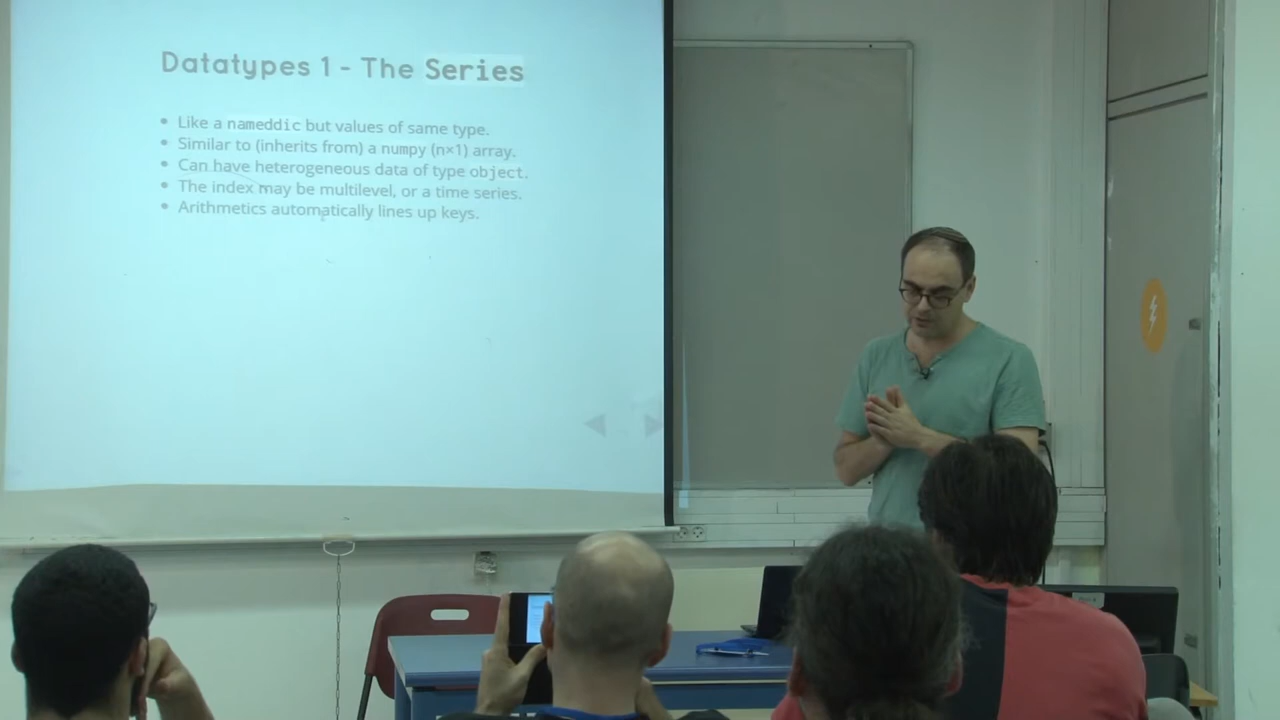 Datatypes 1 - The Series
• Like a nameddic but values of same type.
• Similar to (inherits from) a numpy (n×1) array.
• Can have heterogeneous data of type object.
• The index may be multilevel, or a time series.
• Arithmetics automatically lines up keys.